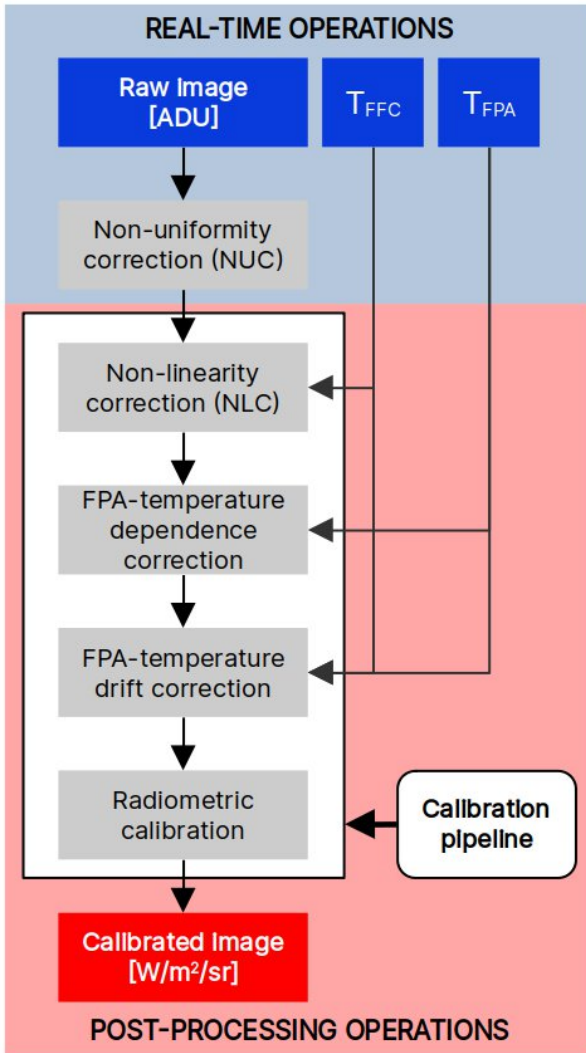 REAL-TIME OPERATIONS
Raw Image
[ADU]
TFFC
TFPA
Non-uniformity
correction (NUC)
Non-linearity
correction (NLC)
FPA-temperature
dependence
correction
FPA-temperature
drift correction
Radiometric
calibration
Calibration
pipeline
Calibrated Image
[W/m²/sr]
POST-PROCESSING OPERATIONS